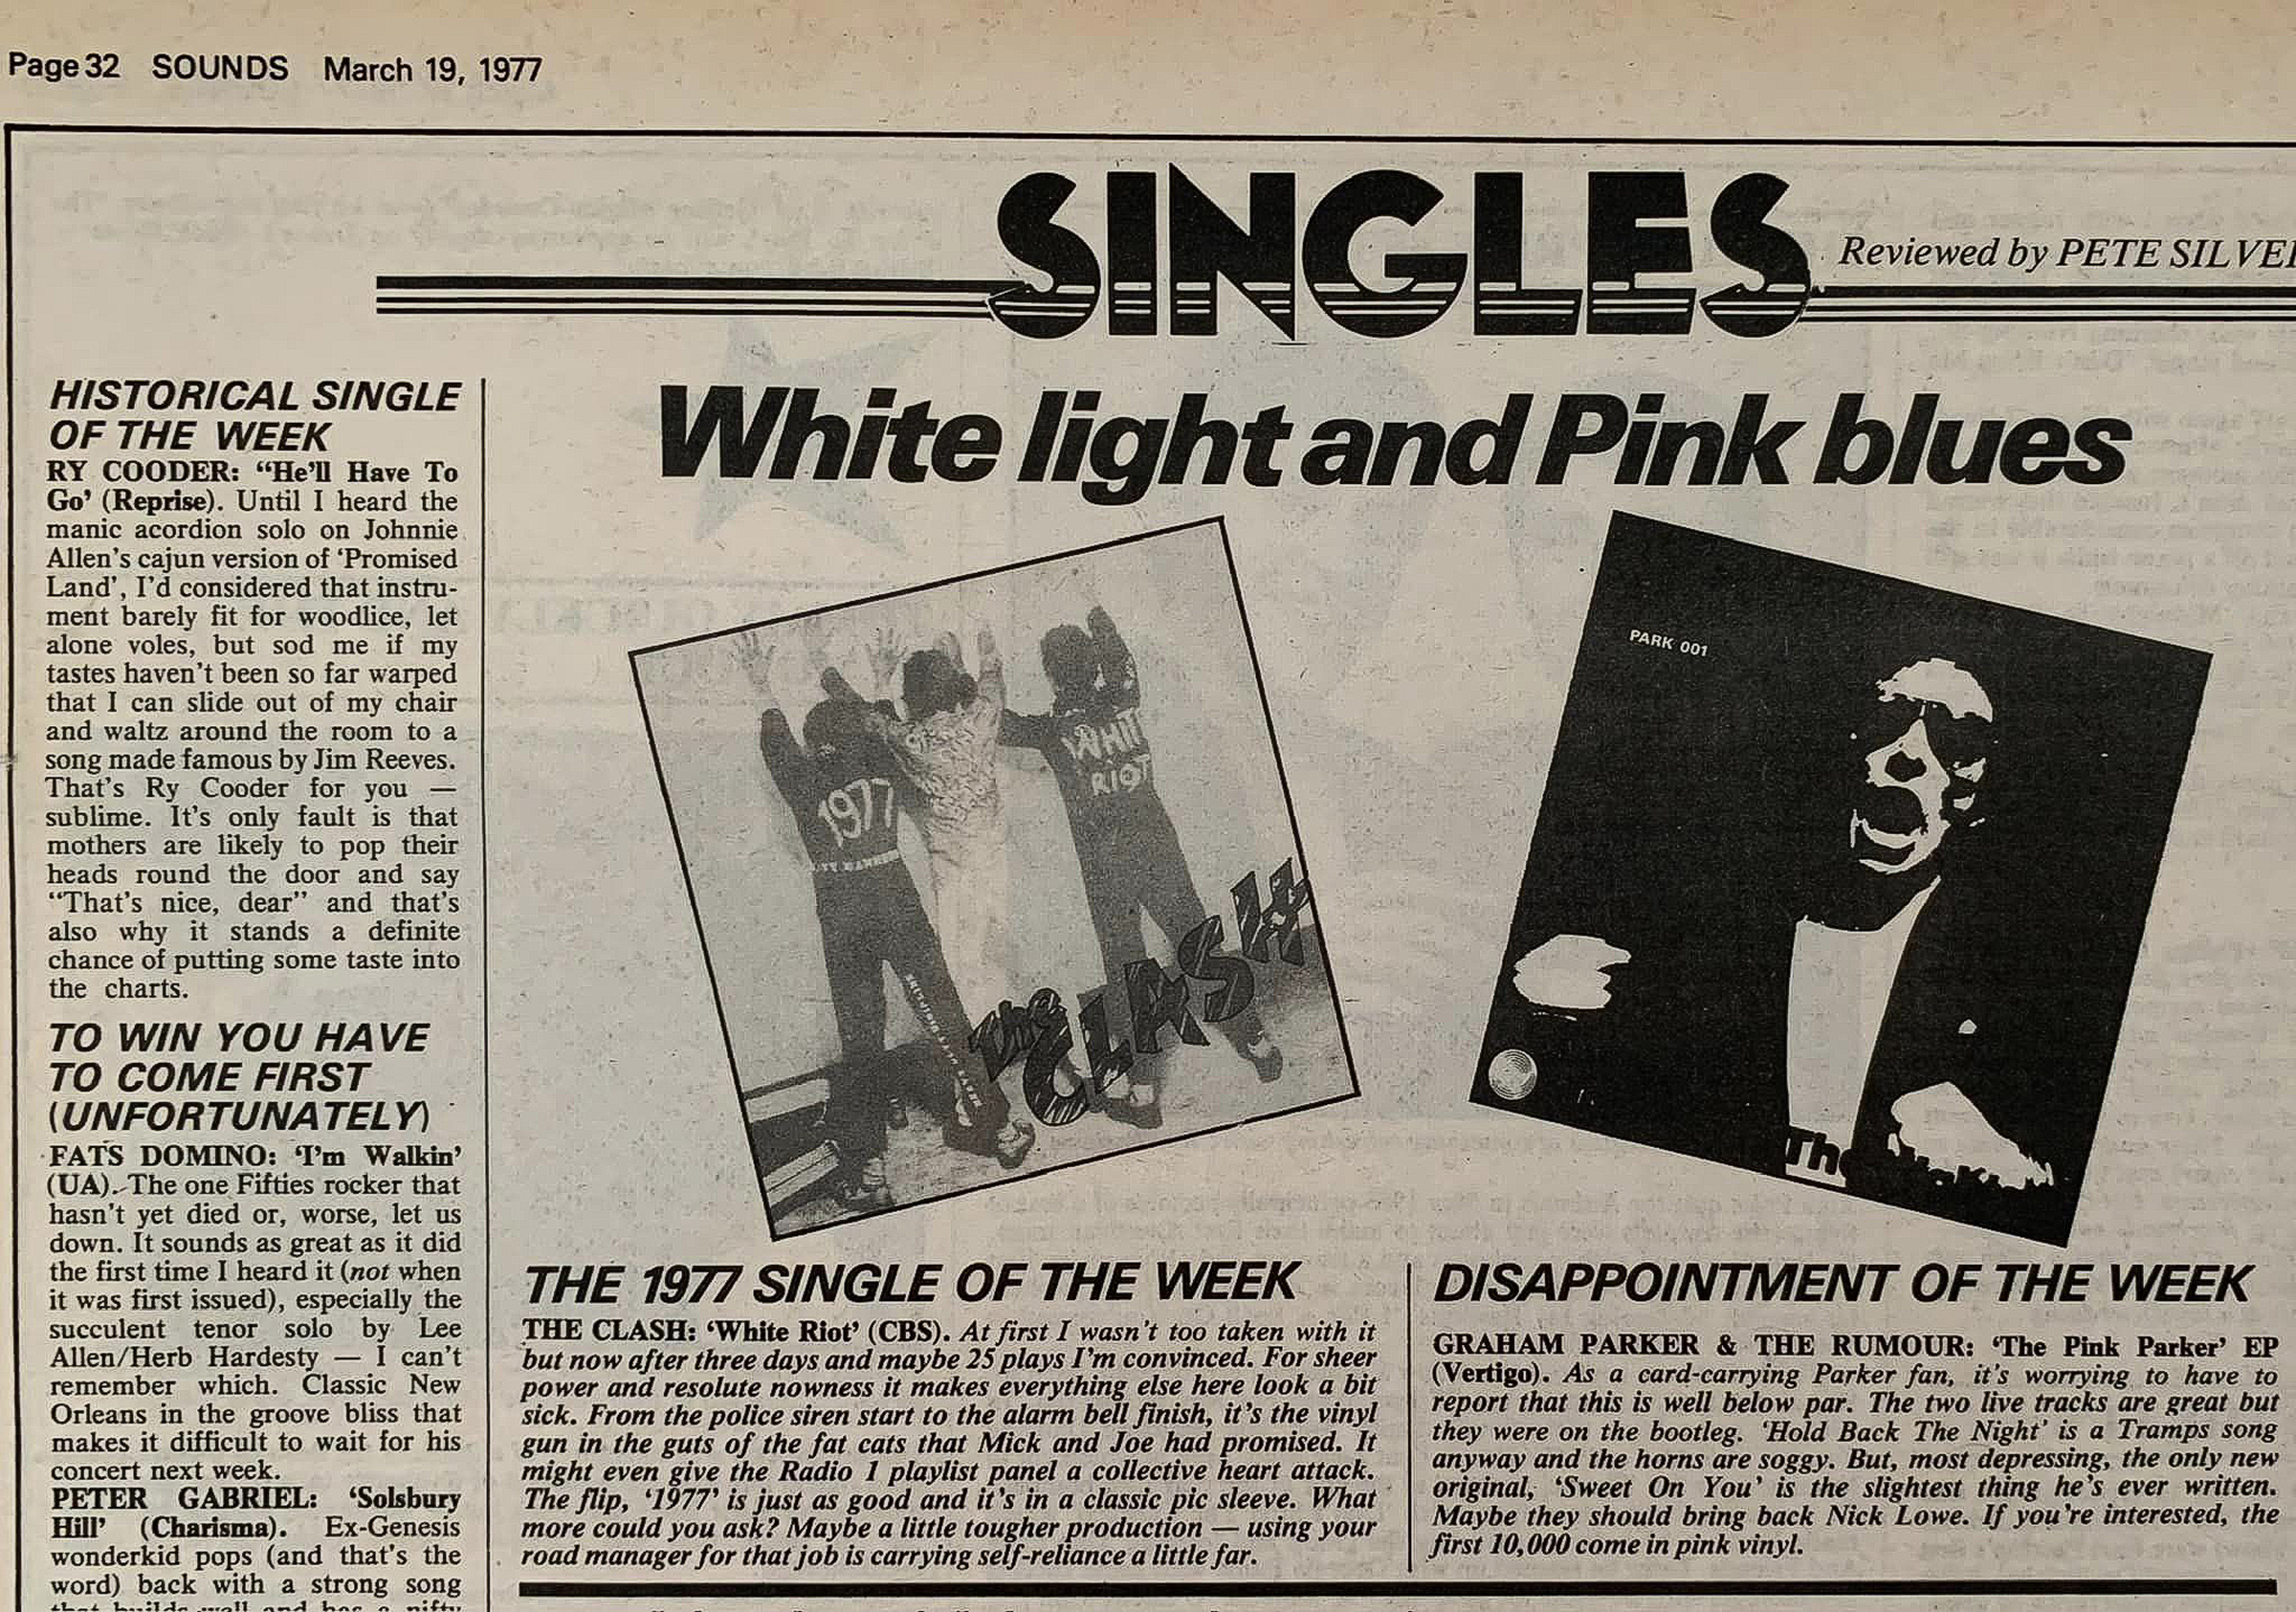 Page 32 SOUNDS March 19, 1977
SINGLES
Reviewed by PETE
White light and Pink blues
HISTORICAL SINGLE
OF THE WEEK
RY COODER: “He’ll Have To
Go’ (Reprise). Until I heard the
manic acordion solo on Johnnie
Allen’s cajun version of ‘Promised
Land’, I’d considered that instru-
ment barely fit for woodlice, let
alone voles, but sod me if my
tastes haven’t been so far warped
that I can slide out of my chair
and waltz around the room to a
song made famous by Jim Reeves.
That’s Ry Cooder for you —
sublime. It’s only fault is that
mothers are likely to pop their
heads round the door and say
“That’s nice, dear” and that’s
also why it stands a definite
chance of putting some taste into
the charts.
TO WIN YOU HAVE
TO COME FIRST
(UNFORTUNATELY)
FATS DOMINO: ‘I’m Walkin’
(UA). The one Fifties rocker that
hasn’t yet died or, worse, let us
down. It sounds as great as it did
the first time I heard it (not when
it was first issued), especially the
succulent tenor solo by Lee
Allen/Herb Hardesty — I can’t
remember which. Classic New
Orleans in the groove bliss that
makes it difficult to wait for his
concert next week.
PETER GABRIEL: ‘Solsbury
Hill’ (Charisma). Ex-Genesis
wonderkid pops (and that’s the
word) back with a strong song
that builds well and has a nifty
1977
WHIT
RIOT
The CLASH
PARK 001
The
THE 1977 SINGLE OF THE WEEK
THE CLASH: ‘White Riot’ (CBS). At first I wasn’t too taken with it
but now after three days and maybe 25 plays I’m convinced. For sheer
power and resolute nowness it makes everything else here look a bit
sick. From the police siren start to the alarm bell finish, it’s the vinyl
gun in the guts of the fat cats that Mick and Joe had promised. It
might even give the Radio 1 playlist panel a collective heart attack.
The flip, ‘1977’ is just as good and it’s in a classic pic sleeve. What
more could you ask? Maybe a little tougher production — using your
road manager for that job is carrying self-reliance a little far.
DISAPPOINTMENT OF THE WEEK
GRAHAM PARKER & THE RUMOUR: ‘The Pink Parker’ EP
(Vertigo). As a card-carrying Parker fan, it’s worrying to have to
report that this is well below par. The two live tracks are great but
they were on the bootleg. ‘Hold Back The Night’ is a Tramps song
anyway and the horns are soggy. But, most depressing, the only new
original, ‘Sweet On You’ is the slightest thing he’s ever written.
Maybe they should bring back Nick Lowe. If you’re interested, the
first 10,000 come in pink vinyl.